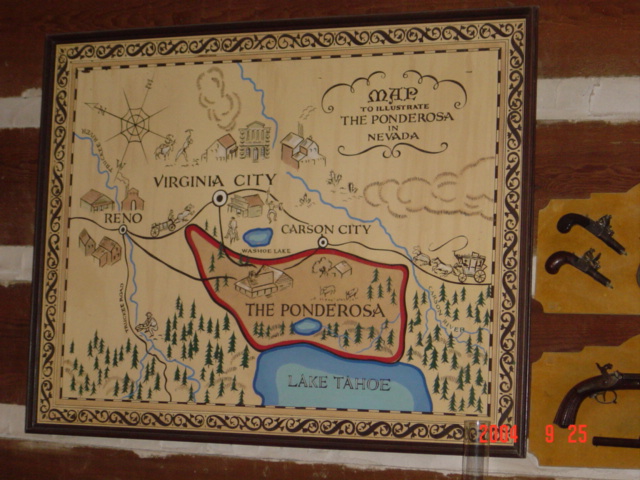 MAP
TO ILLUSTRATE
THE PONDEROSA
IN
NEVADA
VIRGINIA CITY
RENO
CARSON CITY
WASHOE LAKE
THE PONDEROSA
LAKE TAHOE
2004 9 25